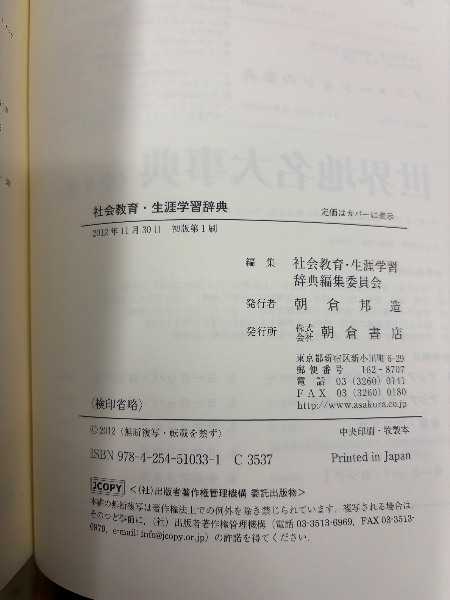 社会教育・生涯学習辞典
定価はカバーに表示
2012年11月30日 初版第1刷
編集 社会教育・生涯学習
辞典編集委員会
発行者 朝倉邦造
発行所 株式会社 朝倉書店
東京都新宿区新小川町6-29
郵便番号 162-8707
電話 03(3260)0141
FAX 03(3260)0180
http://www.asakura.co.jp
〈検印省略〉
©2012〈無断複写・転載を禁ず〉
中央印刷・牧製本
ISBN 978-4-254-51033-1 C 3537
Printed in Japan
JCOPY <(社)出版者著作権管理機構 委託出版物>
本書の無断複写は著作権法上での例外を除き禁じられています。複写される場合は,
そのつど事前に,(社)出版者著作権管理機構(電話 03-3513-6969, FAX 03-3513-
6979, e-mail: info@jcopy.or.jp)の許諾を得てください。